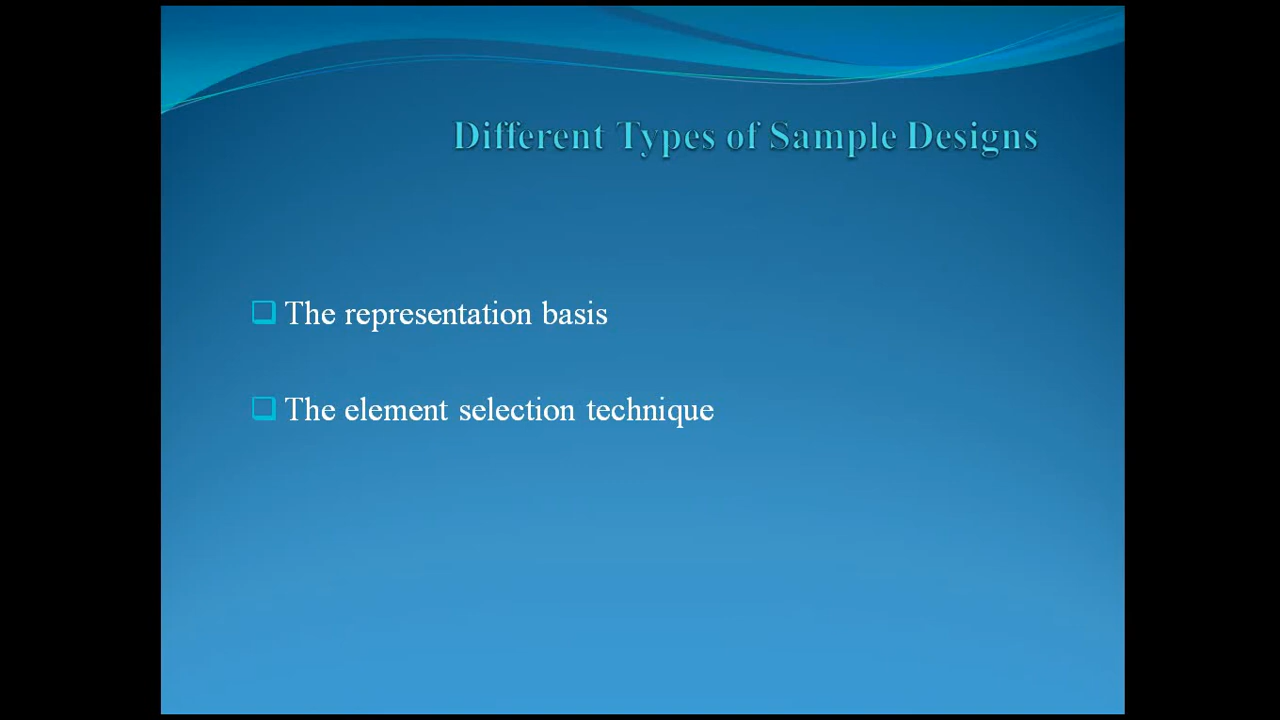 Different Types of Sample Designs
The representation basis
The element selection technique